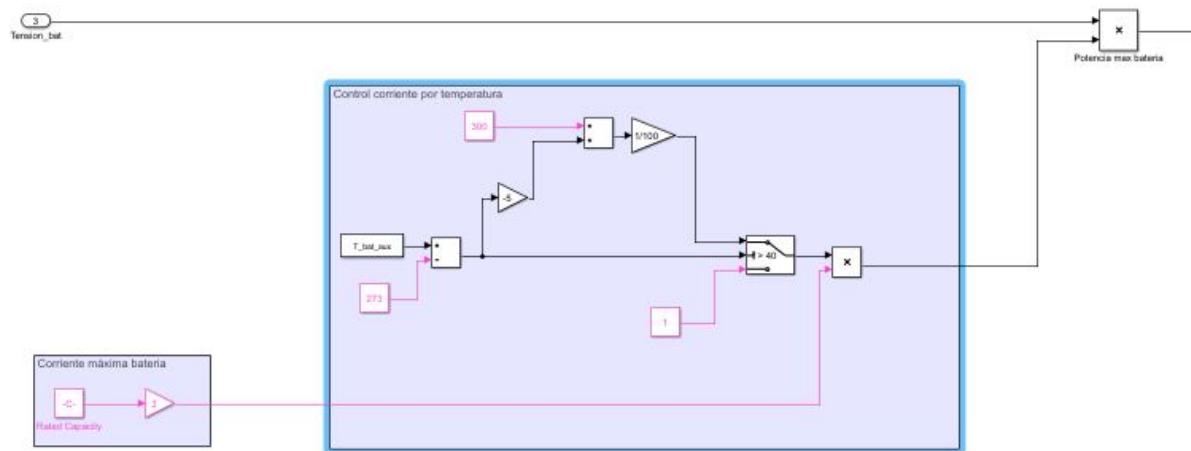 3
Tension_bat
×
Potencia max bateria
Control corriente por temperatura
300
+
+
1/100
-5
T_bat_aux
+
-
273
> 40
×
1
Corriente máxima bateria
-C-
Rated Capacity